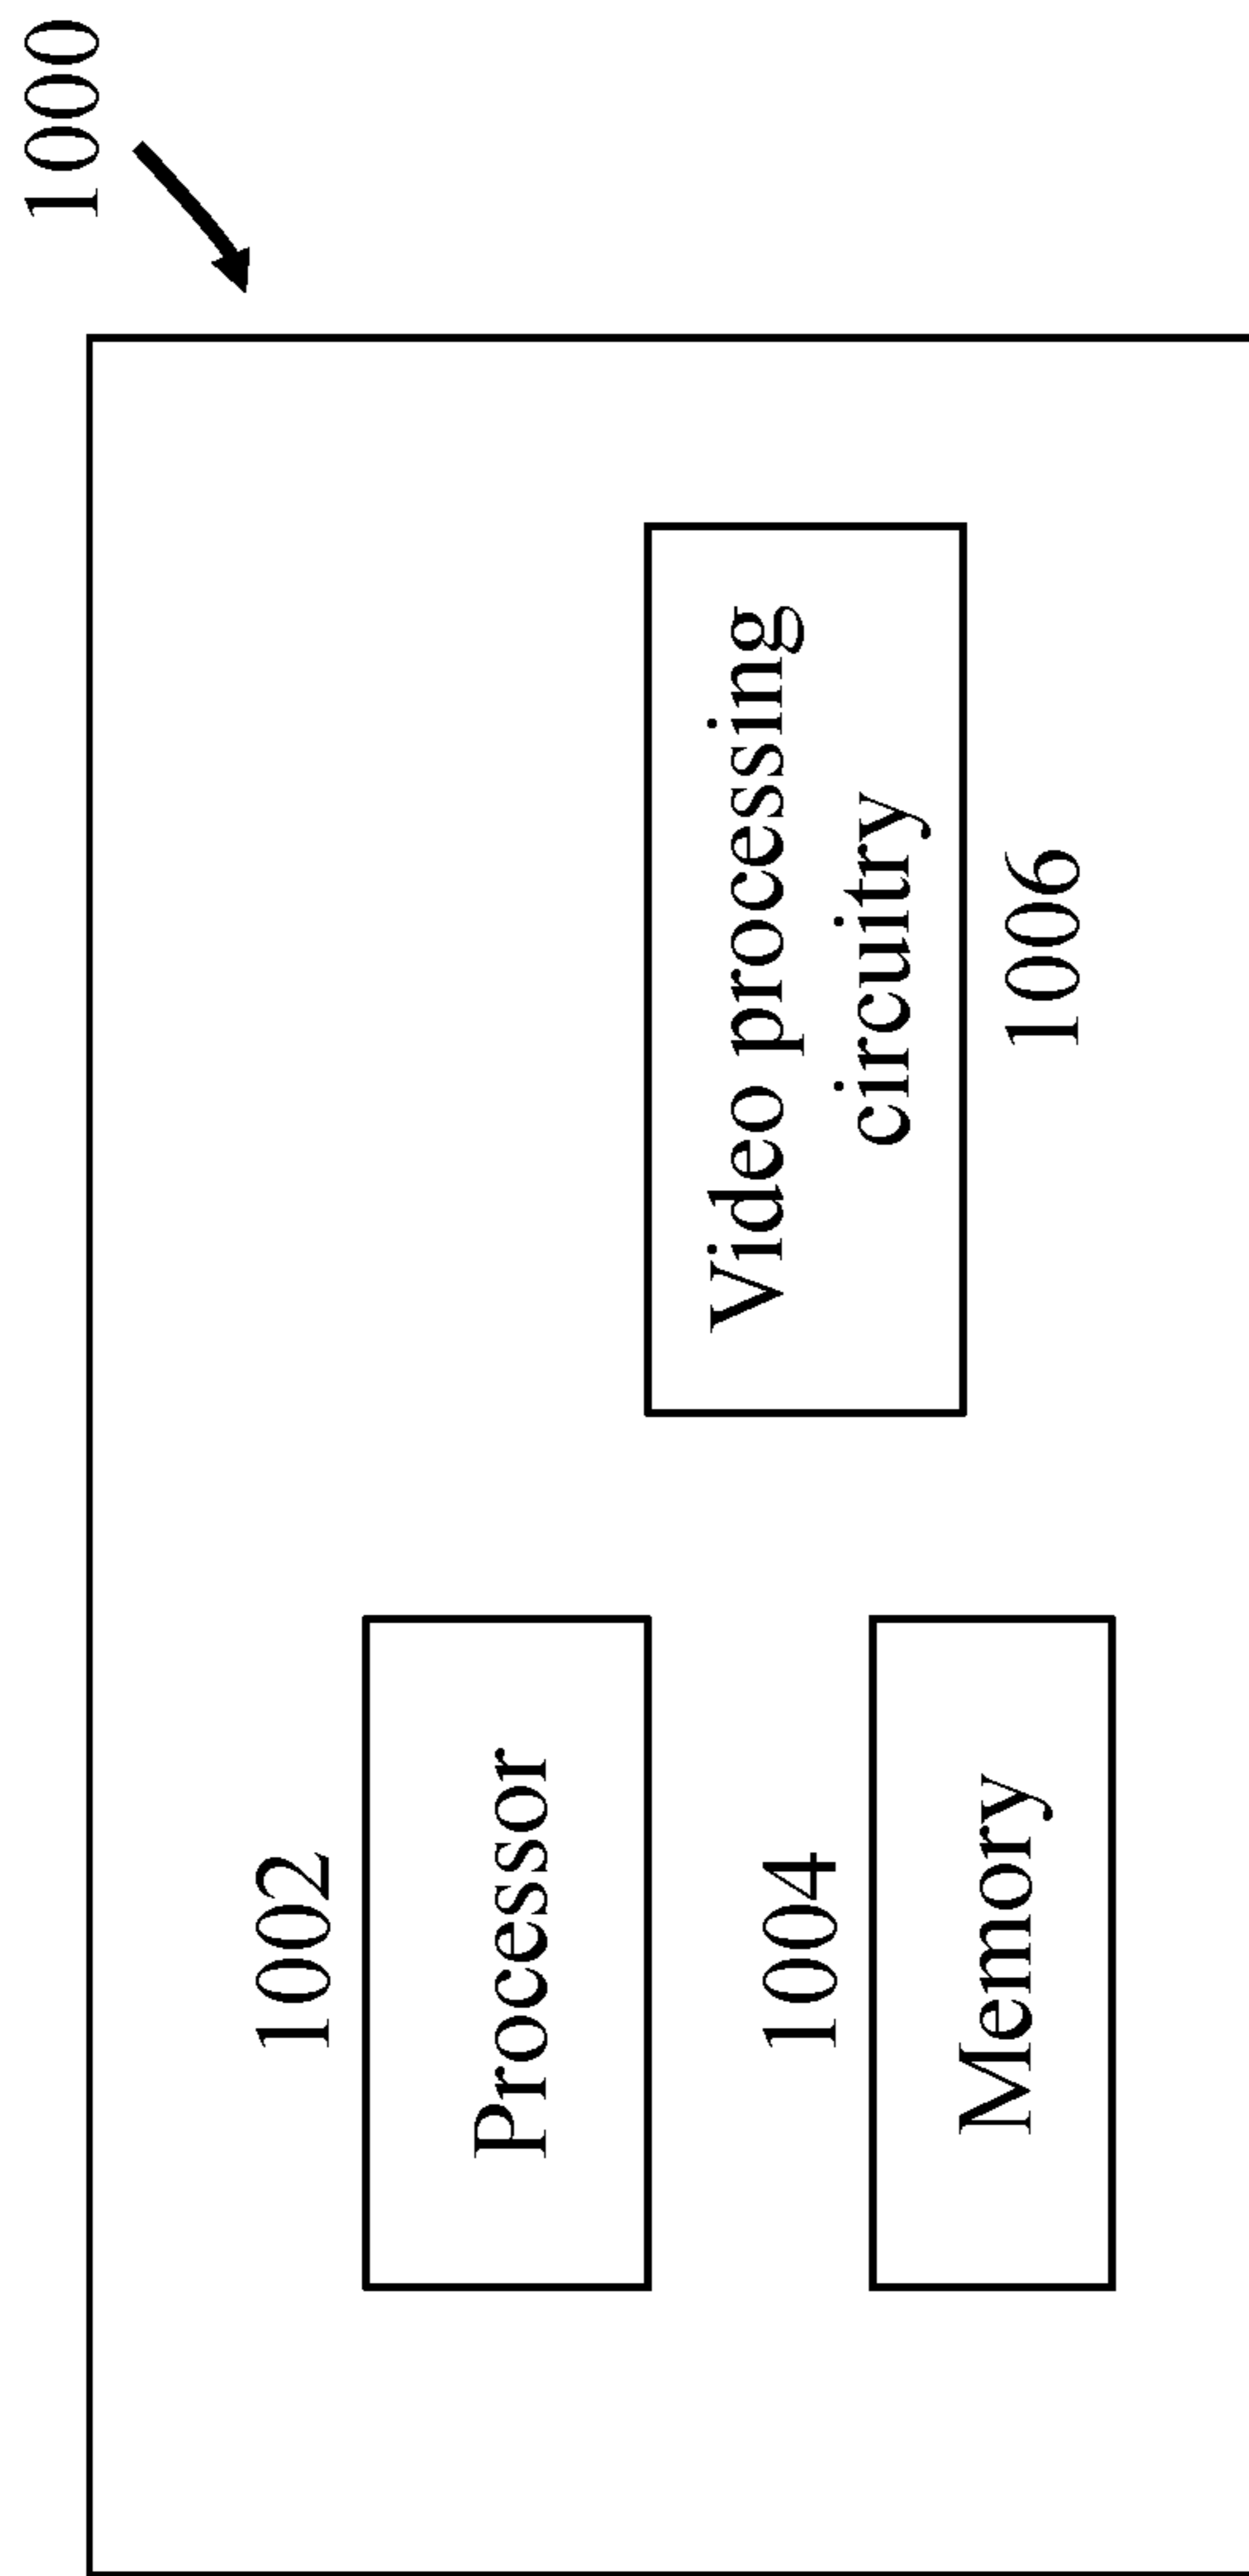 1000
1002
Processor
1004
Memory
Video processing
circuitry
1006